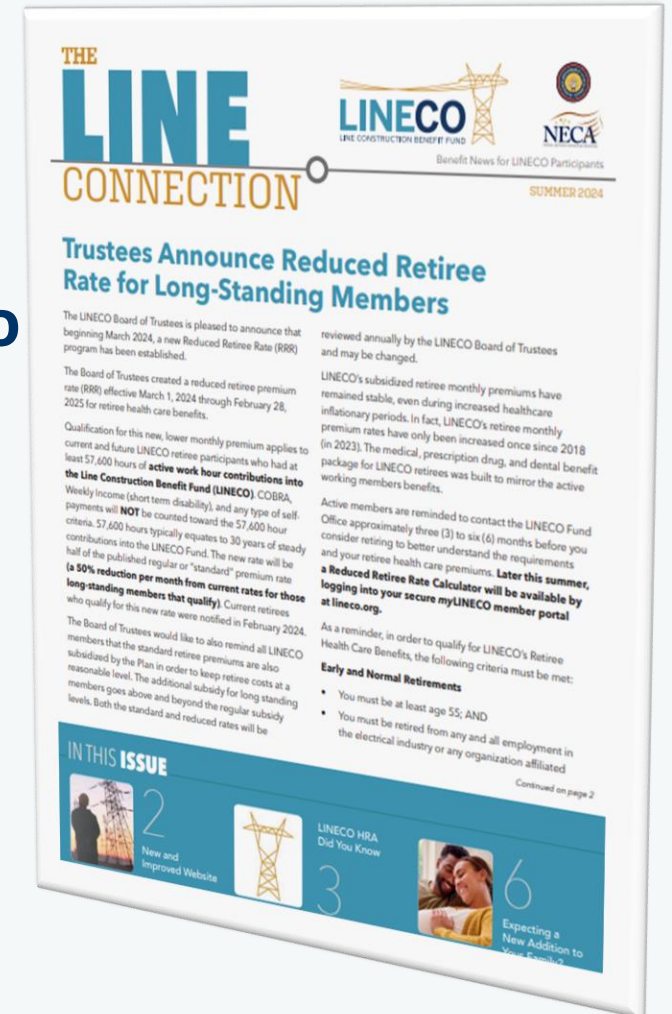 THE
LINE
CONNECTION
LINECO
LINE CONSTRUCTION BENEFIT FUND
NECA
Benefit News for LINECO Participants
SUMMER 2024
Trustees Announce Reduced Retiree
Rate for Long-Standing Members
The LINECO Board of Trustees is pleased to announce that
beginning March 2024, a new Reduced Retiree Rate (RRR)
program has been established.
The Board of Trustees created a reduced retiree premium
rate (RRR) effective March 1, 2024 through February 28,
2025 for retiree health care benefits.
Qualification for this new, lower monthly premium applies to
current and future LINECO retiree participants who had at
least 57,600 hours of active work hour contributions into
the Line Construction Benefit Fund (LINECO). COBRA,
Weekly Income (short term disability), and any type of self-
payments will NOT be counted toward the 57,600 hour
criteria. 57,600 hours typically equates to 30 years of steady
contributions into the LINECO Fund. The new rate will be
half of the published regular or "standard" premium rate
(a 50% reduction per month from current rates for those
long-standing members that qualify). Current retirees
who qualify for this new rate were notified in February 2024.
The Board of Trustees would like to also remind all LINECO
members that the standard retiree premiums are also
subsidized by the Plan in order to keep retiree costs at a
reasonable level. The additional subsidy for long standing
members goes above and beyond the regular subsidy
levels. Both the standard and reduced rates will be
reviewed annually by the LINECO Board of Trustees
and may be changed.
LINECO's subsidized retiree monthly premiums have
remained stable, even during increased healthcare
inflationary periods. In fact, LINECO's retiree monthly
premium rates have only been increased once since 2018
(in 2023). The medical, prescription drug, and dental benefit
package for LINECO retirees was built to mirror the active
working members benefits.
Active members are reminded to contact the LINECO Fund
Office approximately three (3) to six (6) months before you
consider retiring to better understand the requirements
and your retiree health care premiums. Later this summer,
a Reduced Retiree Rate Calculator will be available by
logging into your secure myLINECO member portal
at lineco.org.
As a reminder, in order to qualify for LINECO's Retiree
Health Care Benefits, the following criteria must be met:
Early and Normal Retirements
• You must be at least age 55; AND
• You must be retired from any and all employment in
the electrical industry or any organization affiliated
Continued on page 2
IN THIS ISSUE
2
New and
Improved Website
LINECO HRA
Did You Know
3
6
Expecting a
New Addition to
Your Family?